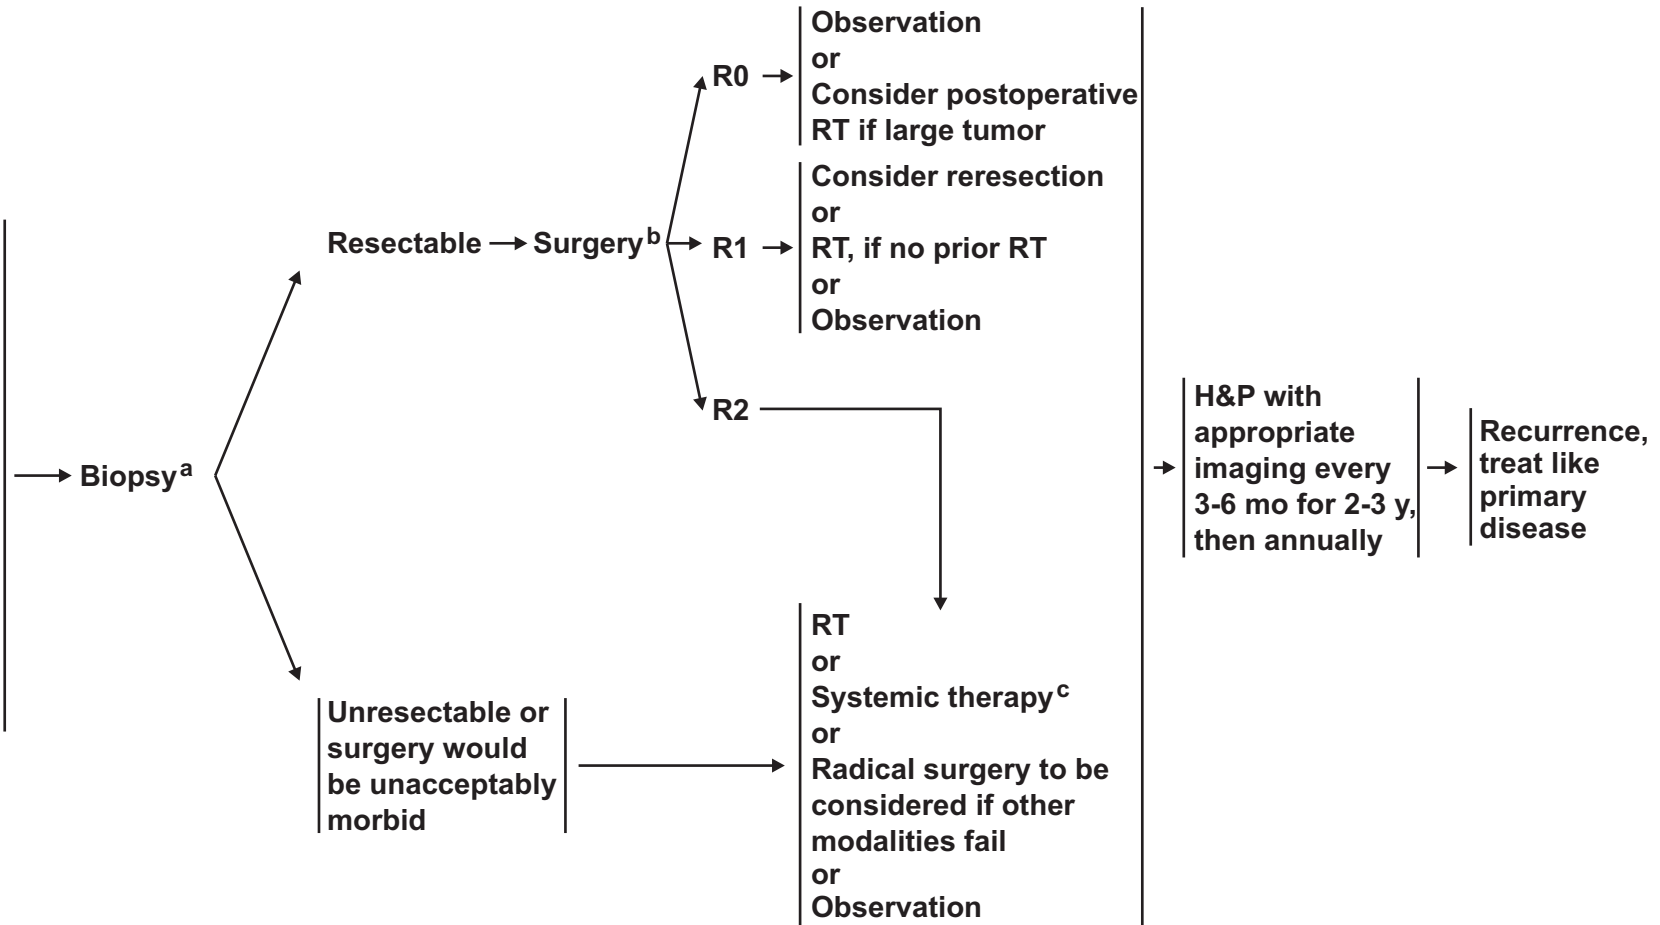 Biopsy a
Resectable
Surgery b
R0
Observation
or
Consider postoperative
RT if large tumor
R1
Consider reresection
or
RT, if no prior RT
or
Observation
R2
Unresectable or
surgery would
be unacceptably
morbid
RT
or
Systemic therapy c
or
Radical surgery to be
considered if other
modalities fail
or
Observation
H&P with
appropriate
imaging every
3-6 mo for 2-3 y,
then annually
Recurrence,
treat like
primary
disease